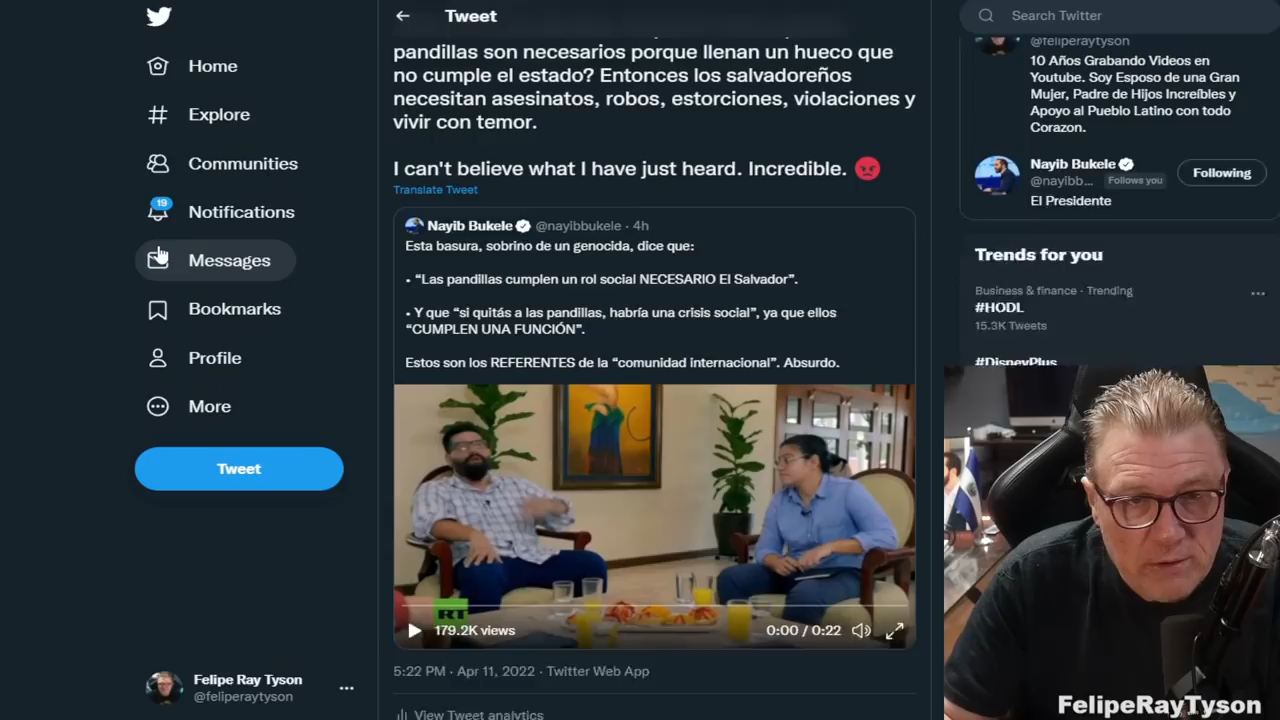 Home
Explore
Communities
19
Notifications
Messages
Bookmarks
Profile
More
Tweet
Felipe Ray Tyson
@feliperaytyson
Tweet
pandillas son necesarios porque llenan un hueco que
no cumple el estado? Entonces los salvadoreños
necesitan asesinatos, robos, estorciones, violaciones y
vivir con temor.
I can't believe what I have just heard. Incredible. 😡
Translate Tweet
Nayib Bukele @nayibbukele · 4h
Esta basura, sobrino de un genocida, dice que:
• “Las pandillas cumplen un rol social NECESARIO El Salvador”.
• Y que “si quitás a las pandillas, habría una crisis social”, ya que ellos
“CUMPLEN UNA FUNCIÓN”.
Estos son los REFERENTES de la “comunidad internacional”. Absurdo.
RT
179.2K views
0:00 / 0:22
5:22 PM · Apr 11, 2022 · Twitter Web App
View Tweet analytics
Search Twitter
@feliperaytyson
10 Años Grabando Videos en
Youtube. Soy Esposo de una Gran
Mujer, Padre de Hijos Increíbles y
Apoyo al Pueblo Latino con todo
Corazon.
Nayib Bukele
@nayibb... Follows you
Following
El Presidente
Trends for you
Business & finance · Trending
#HODL
15.3K Tweets
#DisneyPlus
FelipeRayTyson